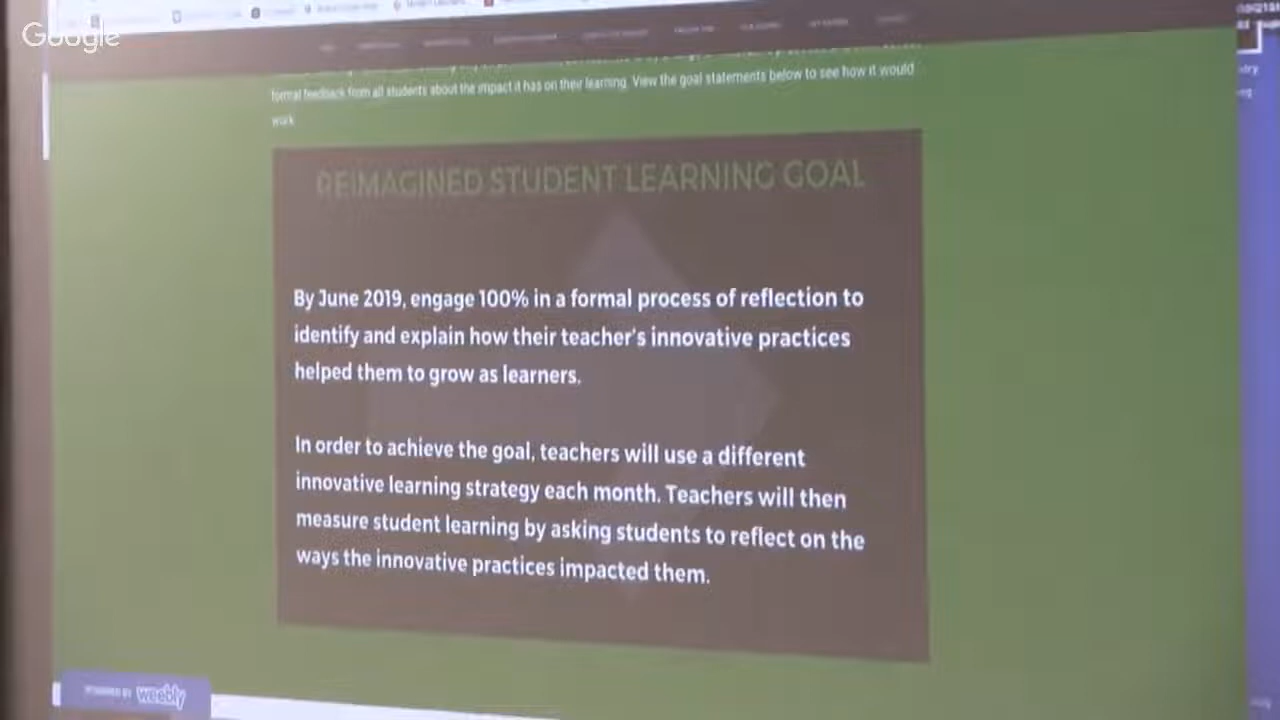 Google
formal feedback from all students about the impact it has on their learning. View the goal statements below to see how it would
work
REIMAGINED STUDENT LEARNING GOAL
By June 2019, engage 100% in a formal process of reflection to
identify and explain how their teacher's innovative practices
helped them to grow as learners.
In order to achieve the goal, teachers will use a different
innovative learning strategy each month. Teachers will then
measure student learning by asking students to reflect on the
ways the innovative practices impacted them.
POWERED BY weebly